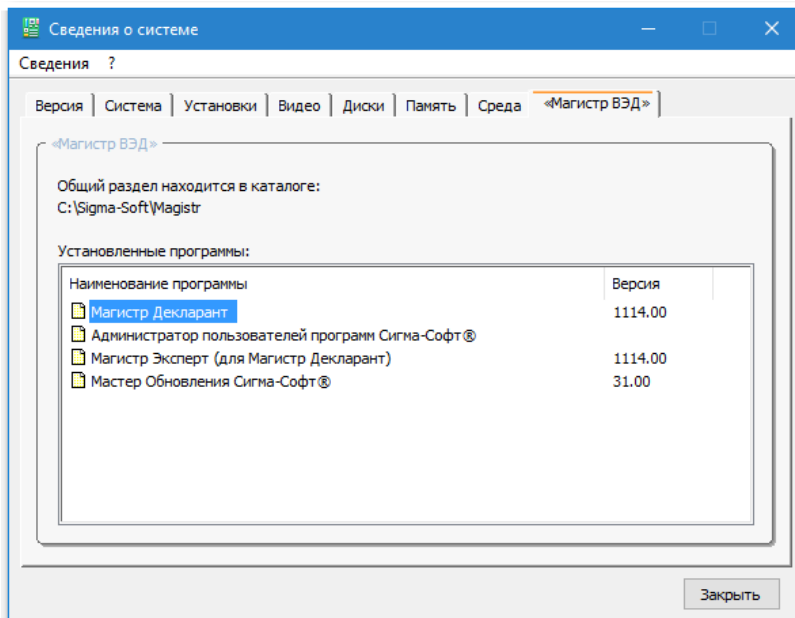 Сведения о системе
Сведения ?
Версия Система Установки Видео Диски Память Среда «Магистр ВЭД»
«Магистр ВЭД»
Общий раздел находится в каталоге:
C:\Sigma-Soft\Magistr
Установленные программы:
Наименование программы Версия
Магистр Декларант 1114.00
Администратор пользователей программ Сигма-Софт®
Магистр Эксперт (для Магистр Декларант) 1114.00
Мастер Обновления Сигма-Софт® 31.00
Закрыть